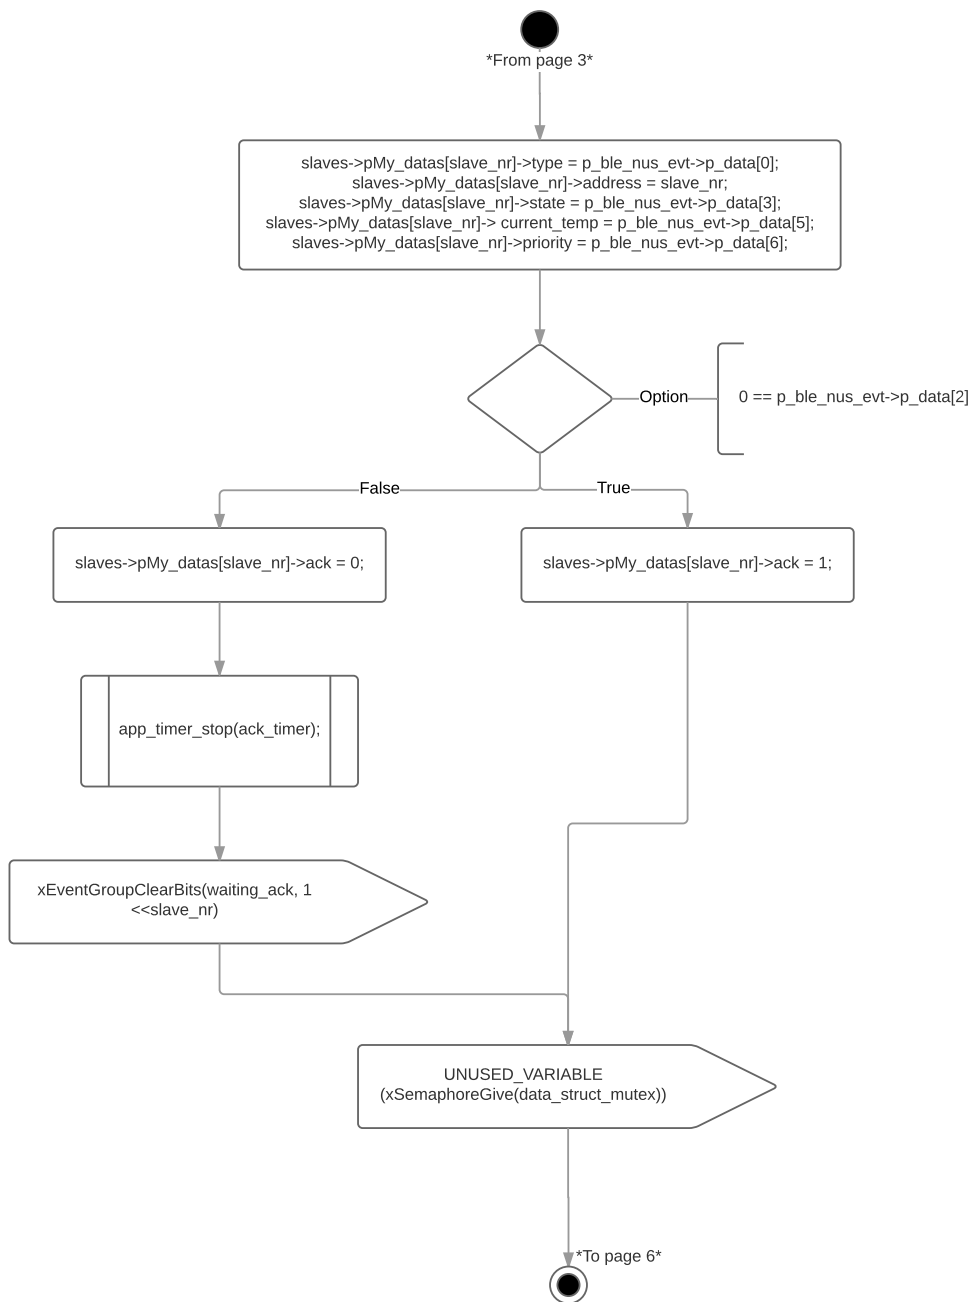 *From page 3*
slaves->pMy_datas[slave_nr]->type = p_ble_nus_evt->p_data[0];
slaves->pMy_datas[slave_nr]->address = slave_nr;
slaves->pMy_datas[slave_nr]->state = p_ble_nus_evt->p_data[3];
slaves->pMy_datas[slave_nr]-> current_temp = p_ble_nus_evt->p_data[5];
slaves->pMy_datas[slave_nr]->priority = p_ble_nus_evt->p_data[6];
Option
0 == p_ble_nus_evt->p_data[2]
False
True
slaves->pMy_datas[slave_nr]->ack = 0;
slaves->pMy_datas[slave_nr]->ack = 1;
app_timer_stop(ack_timer);
xEventGroupClearBits(waiting_ack, 1
<<slave_nr)
UNUSED_VARIABLE
(xSemaphoreGive(data_struct_mutex))
*To page 6*